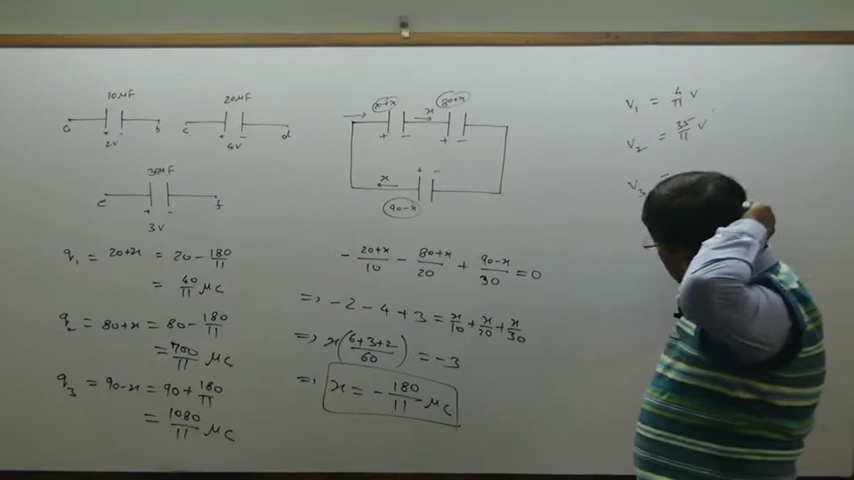 10μF
20μF
a
+ -
b
c
+ -
d
2V
4V
30μF
e
+ -
f
3V
20+x
x
80+x
+ -
+ -
x
+ -
90-x
V₁ = 4/11 V
V₂ = 35/11 V
V₃ =
q₁ = 20+x = 20 - 180/11
= 40/11 μC
q₂ = 80+x = 80 - 180/11
= 700/11 μC
q₃ = 90-x = 90 + 180/11
= 1080/11 μC
- (20+x)/10 - (80+x)/20 + (90-x)/30 = 0
=> -2 - 4 + 3 = x/10 + x/20 + x/30
=> x((6+3+2)/60) = -3
=> x = - 180/11 μC